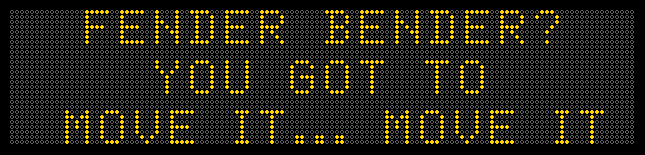 FENDER BENDER?
YOU GOT TO
MOVE IT... MOVE IT